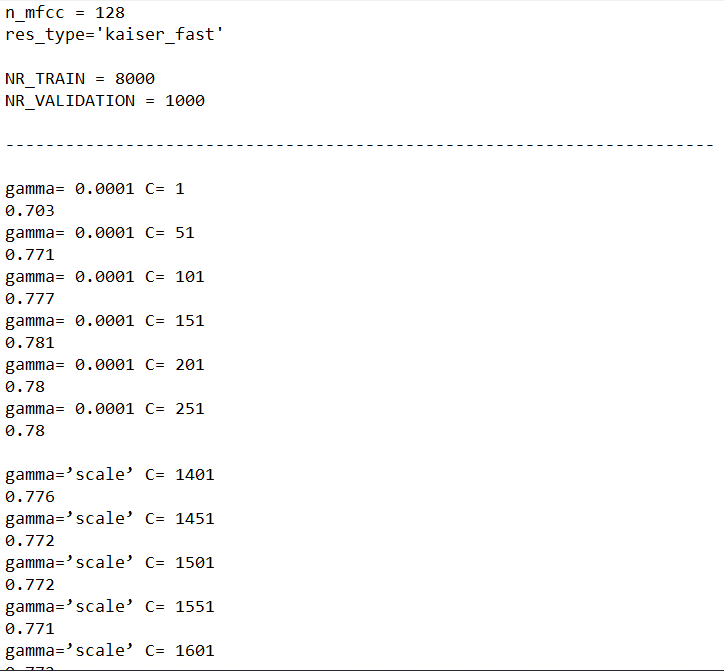 n_mfcc = 128
res_type='kaiser_fast'
NR_TRAIN = 8000
NR_VALIDATION = 1000
-----------------------------------------------------------------------
gamma= 0.0001 C= 1
0.703
gamma= 0.0001 C= 51
0.771
gamma= 0.0001 C= 101
0.777
gamma= 0.0001 C= 151
0.781
gamma= 0.0001 C= 201
0.78
gamma= 0.0001 C= 251
0.78
gamma=’scale’ C= 1401
0.776
gamma=’scale’ C= 1451
0.772
gamma=’scale’ C= 1501
0.772
gamma=’scale’ C= 1551
0.771
gamma=’scale’ C= 1601